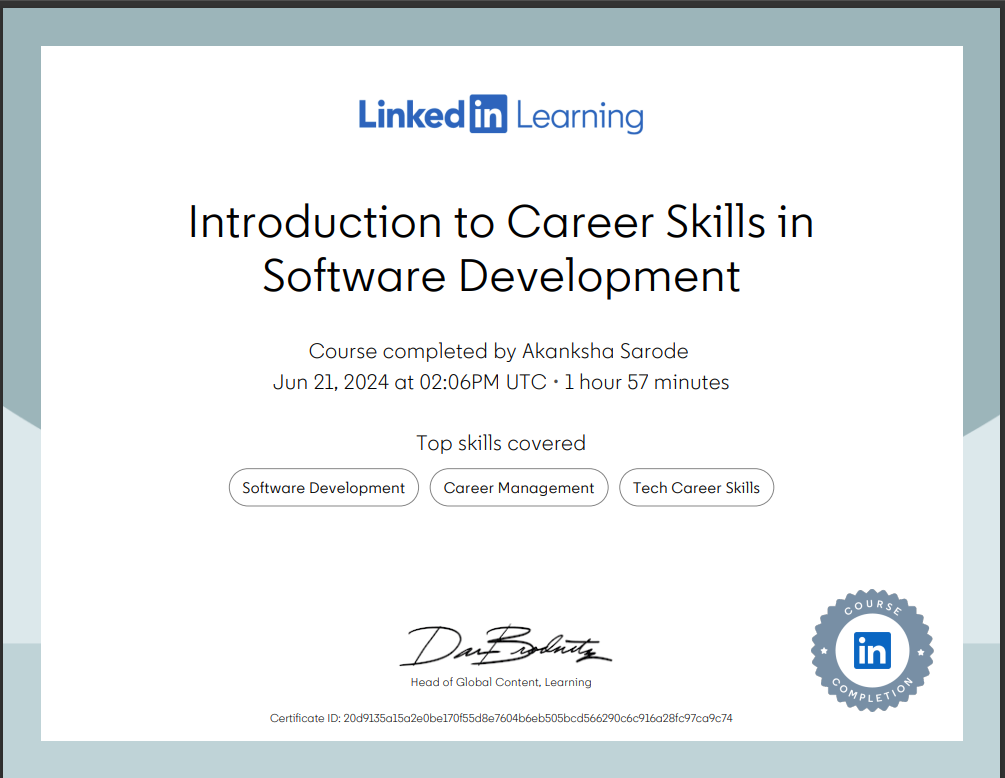 Linked in Learning
Introduction to Career Skills in
Software Development
Course completed by Akanksha Sarode
Jun 21, 2024 at 02:06PM UTC • 1 hour 57 minutes
Top skills covered
Software Development Career Management Tech Career Skills
Dan Brodnitz
Head of Global Content, Learning
COURSE
in
COMPLETION
Certificate ID: 20d9135a15a2e0be170f55d8e7604b6eb505bcd566290c6c916a28fc97ca9c74